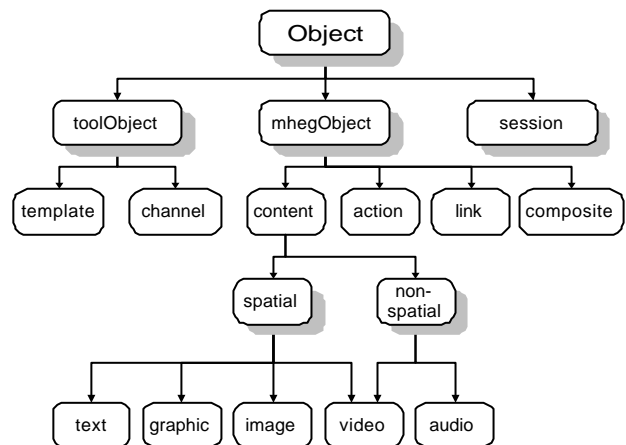 Object
toolObject
mhegObject
session
template
channel
content
action
link
composite
spatial
non-
spatial
text
graphic
image
video
audio